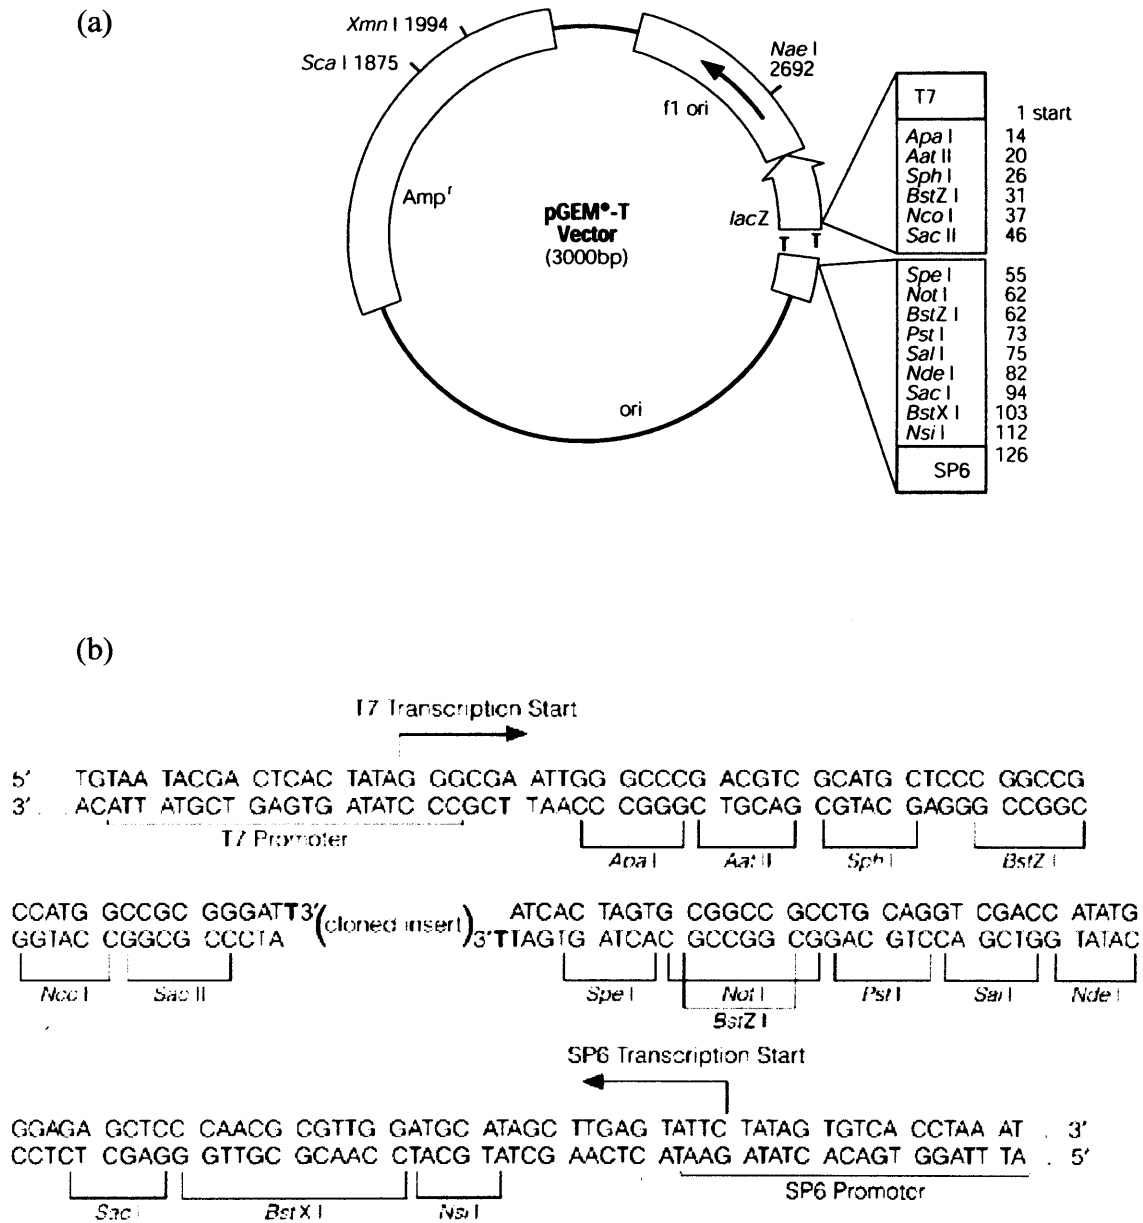 (a)
Xmn I 1994
Sca I 1875
Nae I
2692
f1 ori
Ampʳ
pGEM®-T
Vector
(3000bp)
lacZ
T T
ori
T7
1 start
Apa I 14
Aat II 20
Sph I 26
BstZ I 31
Nco I 37
Sac II 46
Spe I 55
Not I 62
BstZ I 62
Pst I 73
Sal I 75
Nde I 82
Sac I 94
BstX I 103
Nsi I 112
126
SP6
(b)
T7 Transcription Start
5′ TGTAA TACGA CTCAC TATAG GGCGA ATTGG GCCCG ACGTC GCATG CTCCC GGCCG
3′ . ACATT ATGCT GAGTG ATATC CCGCT TAACC CGGGC TGCAG CGTAC GAGGG CCGGC
T7 Promoter
Apa I Aat II Sph I BstZ I
CCATG GCCGC GGGATT3′ (cloned insert) ATCAC TAGTG CGGCC GCCTG CAGGT CGACC ATATG
GGTAC CGGCG CCCTA 3′TTAGTG ATCAC GCCGG CGGAC GTCCA GCTGG TATAC
Nco I Sac II Spe I Not I Pst I Sal I Nde I
BstZ I
SP6 Transcription Start
GGAGA GCTCC CAACG CGTTG GATGC ATAGC TTGAG TATTC TATAG TGTCA CCTAA AT . 3′
CCTCT CGAGG GTTGC GCAAC CTACG TATCG AACTC ATAAG ATATC ACAGT GGATT TA . 5′
Sac I BstX I Nsi I SP6 Promoter